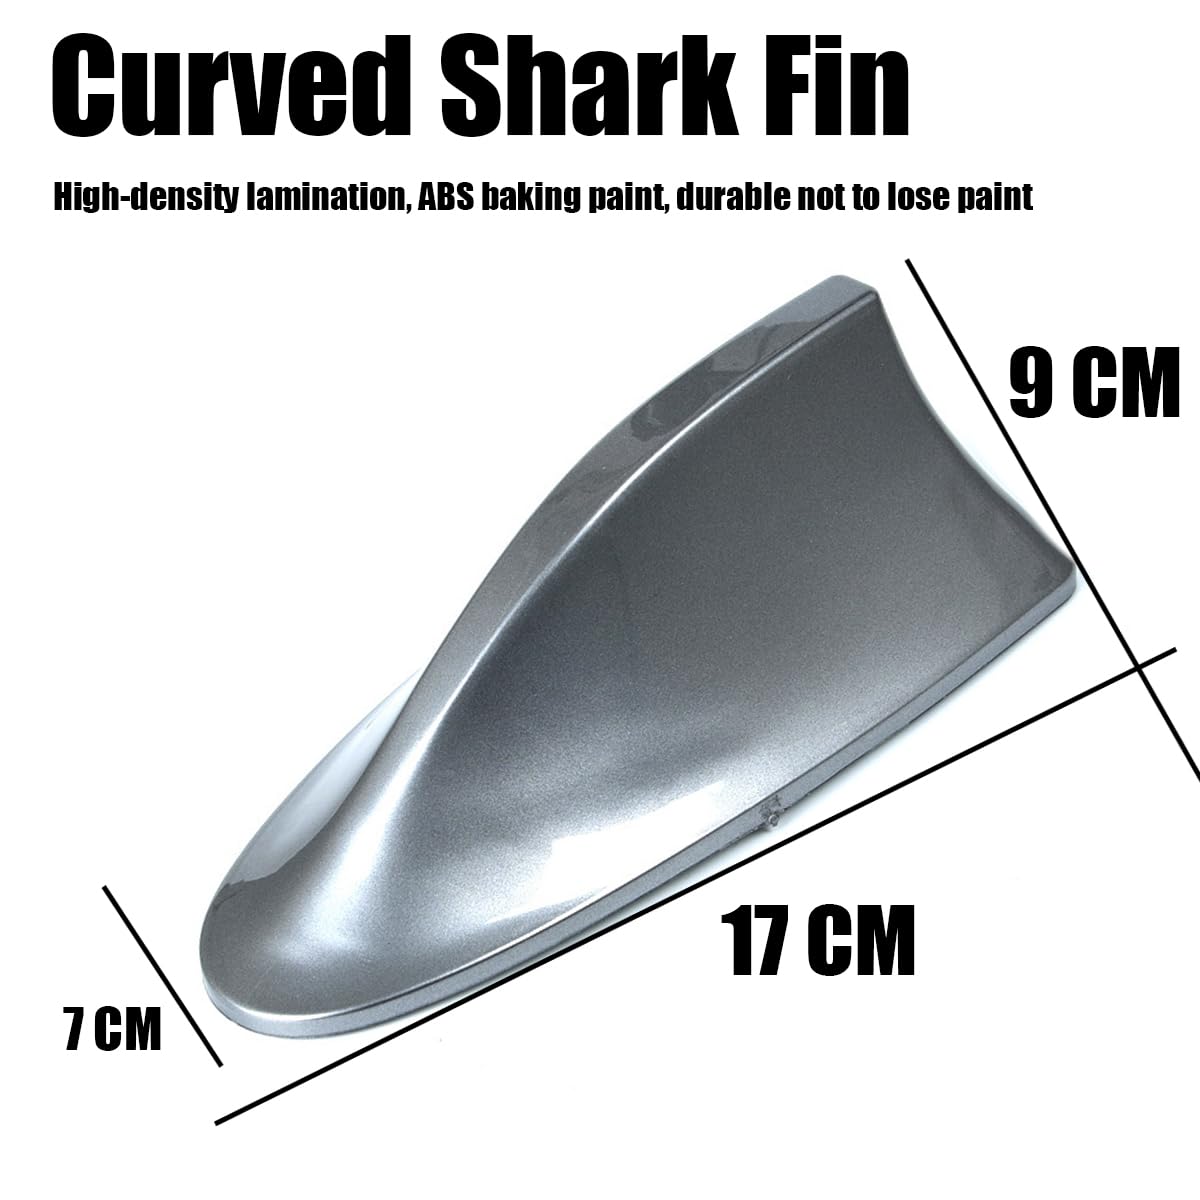 Curved Shark Fin
High-density lamination, ABS baking paint, durable not to lose paint
9 CM
17 CM
7 CM